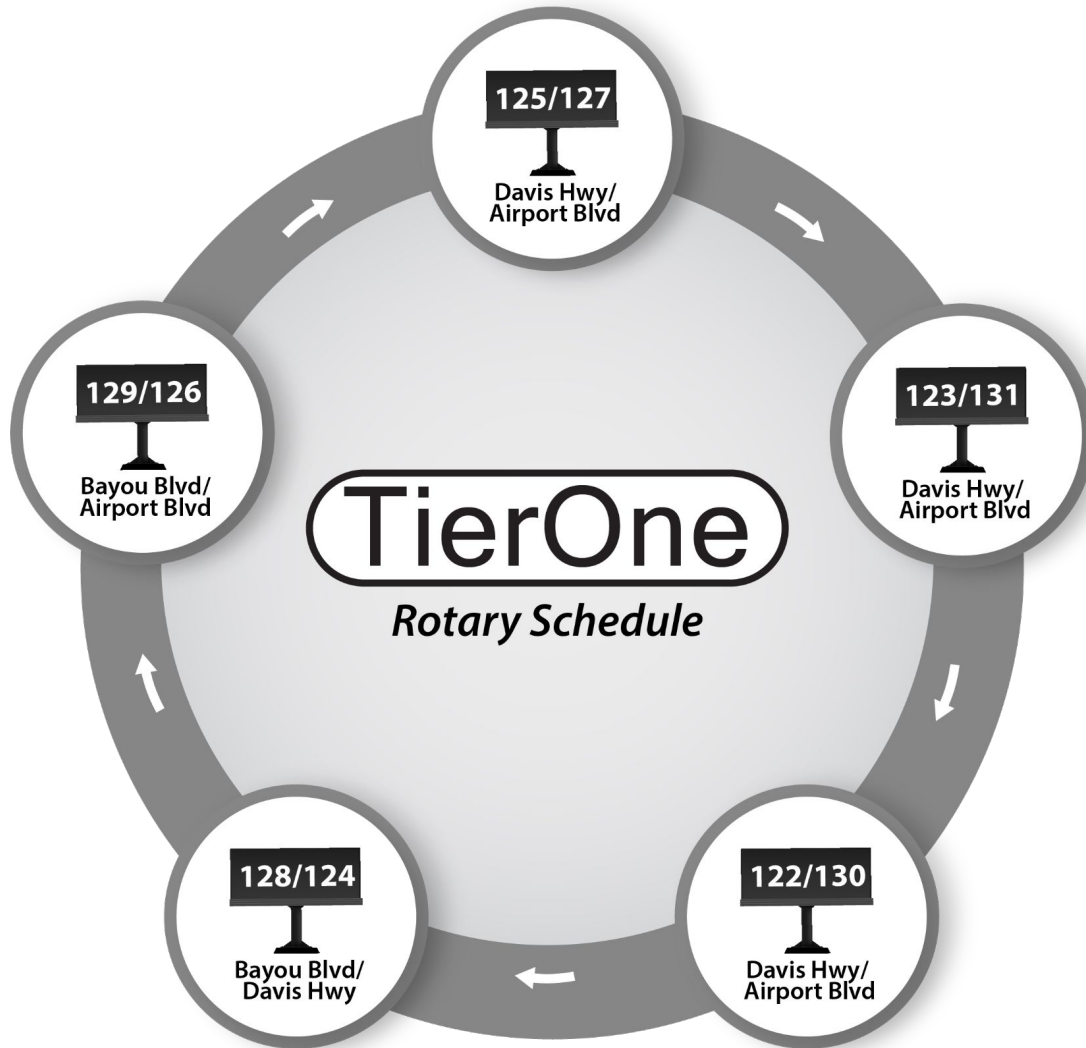 125/127
Davis Hwy/
Airport Blvd
129/126
Bayou Blvd/
Airport Blvd
123/131
Davis Hwy/
Airport Blvd
TierOne
Rotary Schedule
128/124
Bayou Blvd/
Davis Hwy
122/130
Davis Hwy/
Airport Blvd